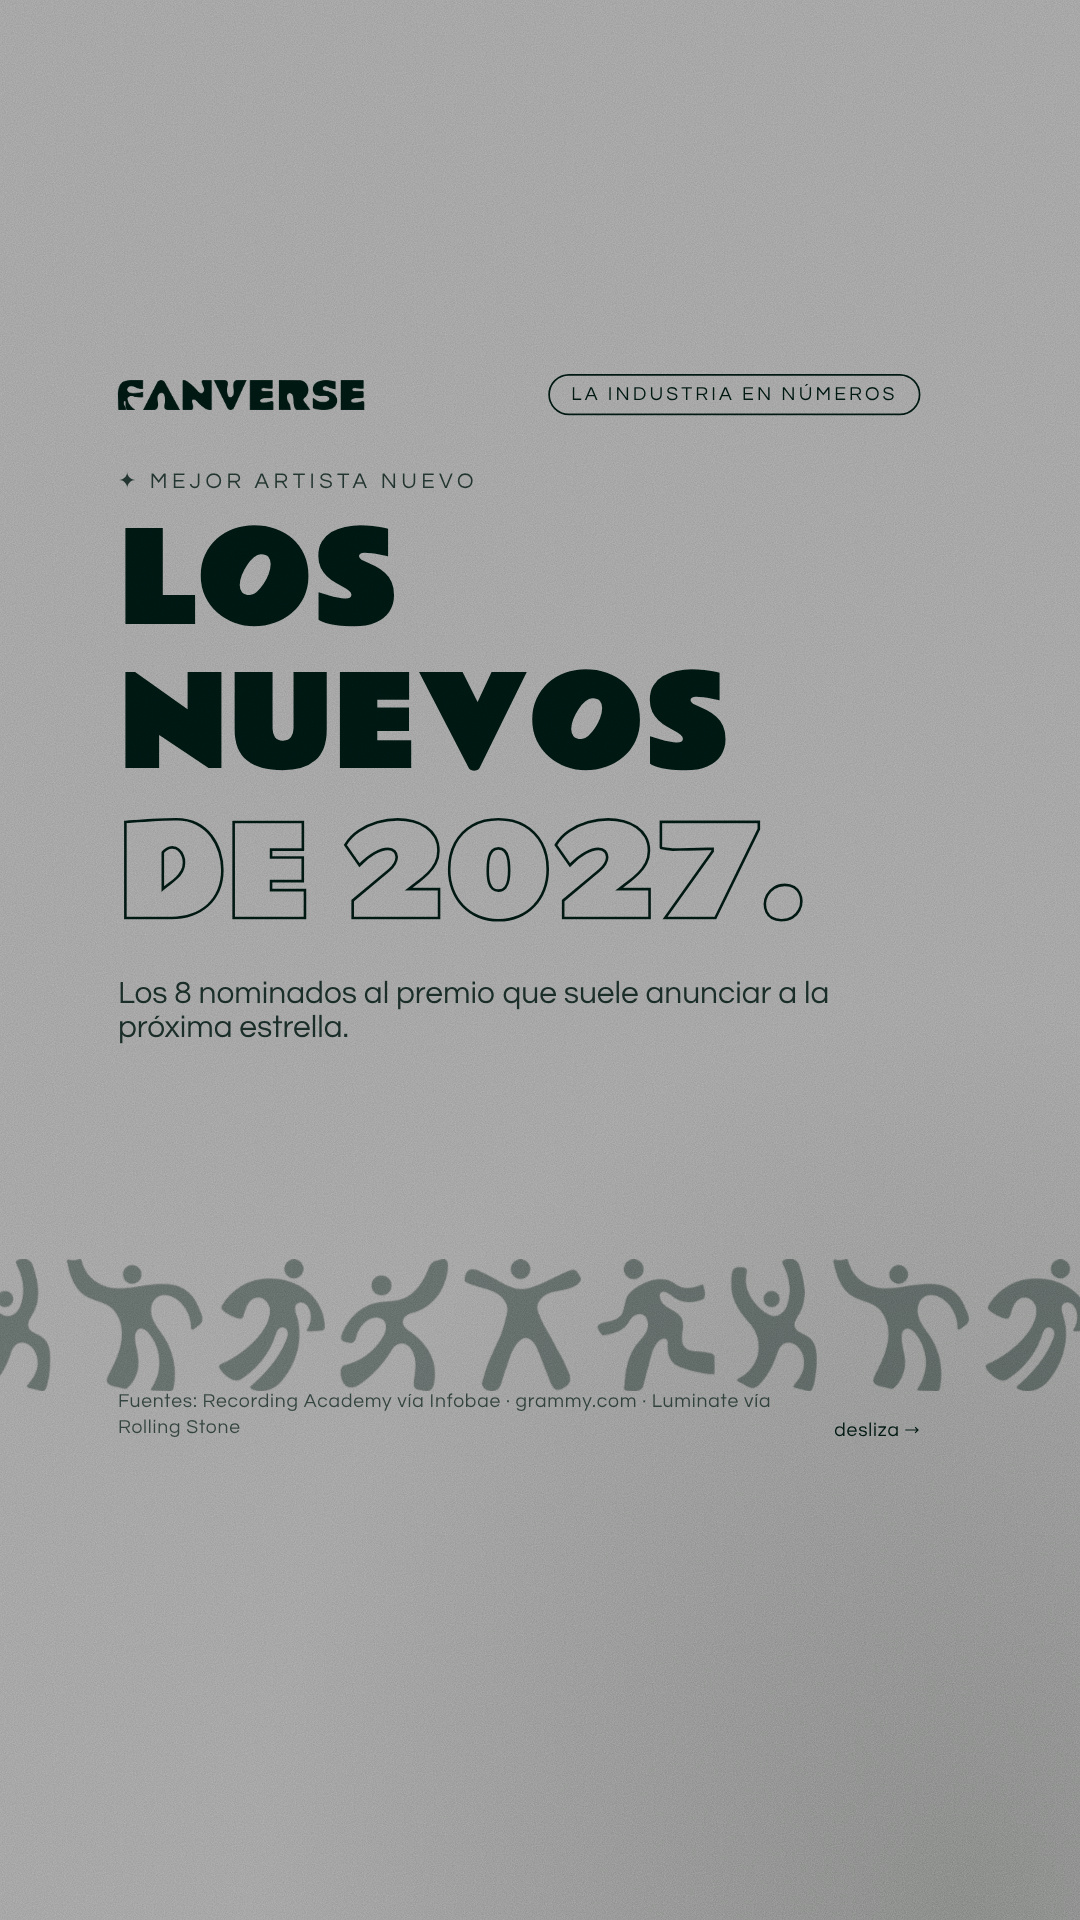 FANVERSE
LA INDUSTRIA EN NÚMEROS
✦ MEJOR ARTISTA NUEVO
LOS
NUEVOS
DE 2027.
Los 8 nominados al premio que suele anunciar a la
próxima estrella.
Fuentes: Recording Academy vía Infobae · grammy.com · Luminate vía
Rolling Stone
desliza →